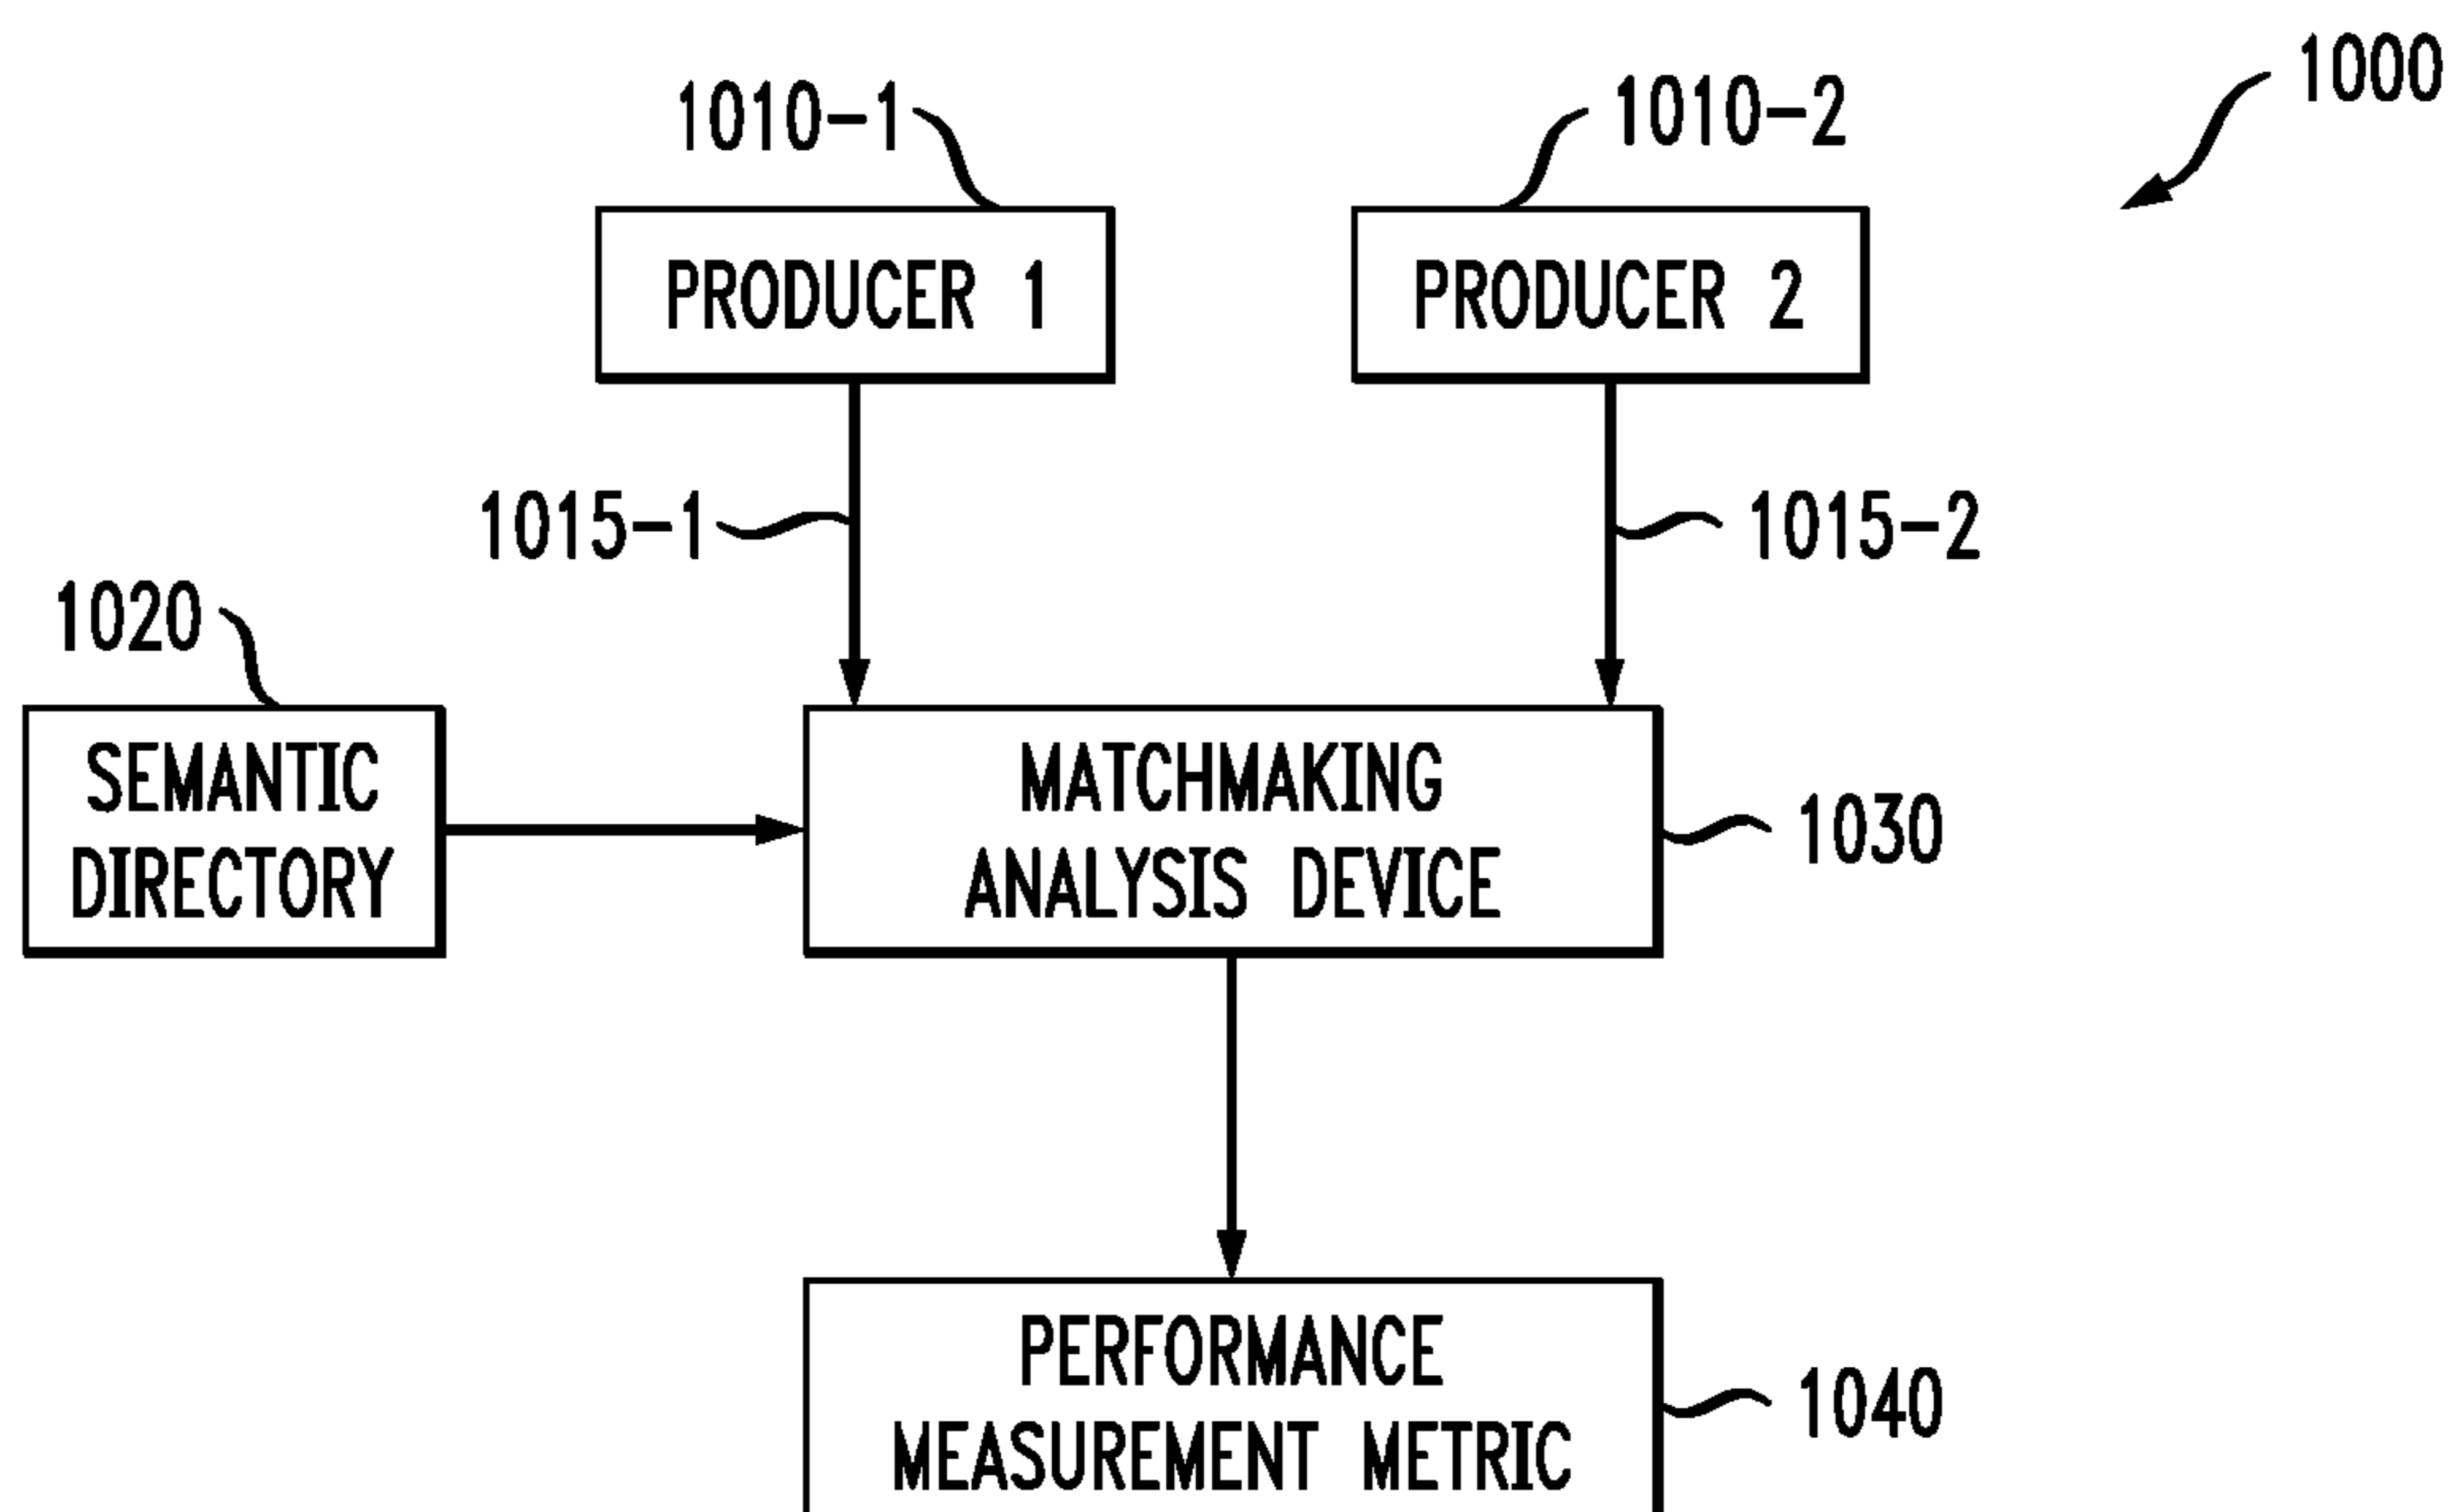 1000
1010-1
1010-2
PRODUCER 1
PRODUCER 2
1015-1
1015-2
1020
SEMANTIC
DIRECTORY
MATCHMAKING
ANALYSIS DEVICE
1030
PERFORMANCE
MEASUREMENT METRIC
1040